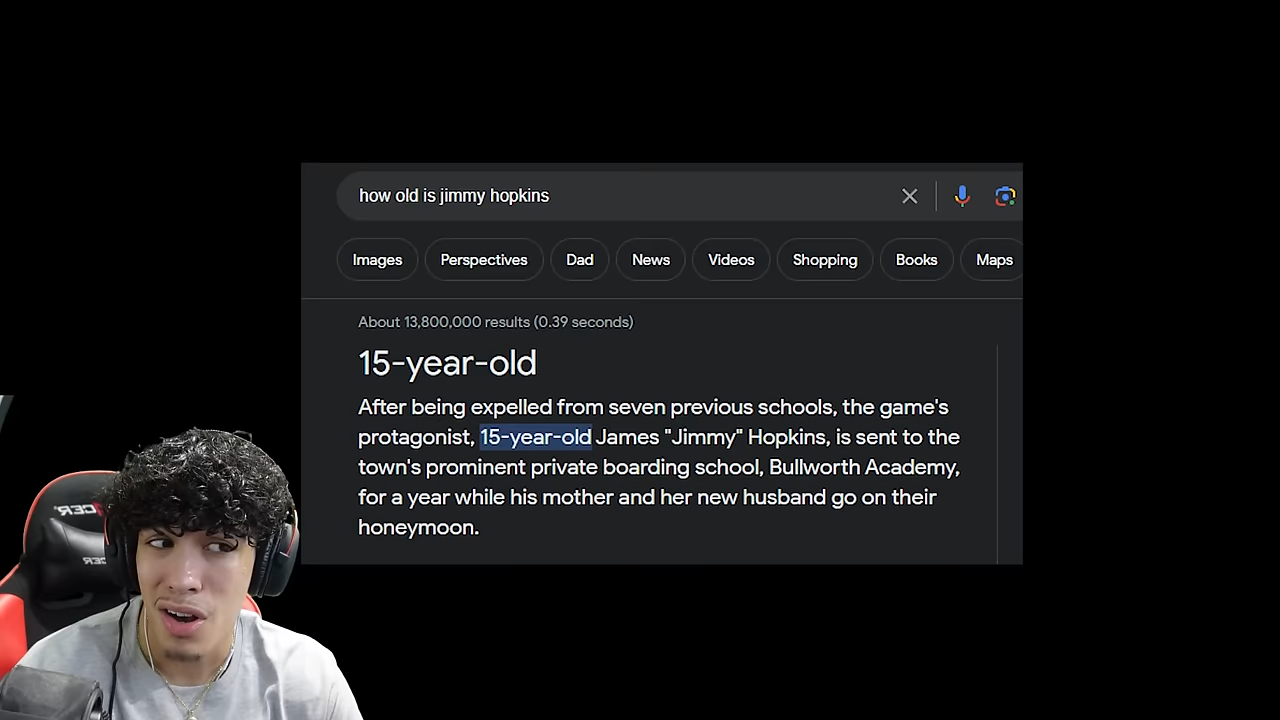 how old is jimmy hopkins
Images Perspectives Dad News Videos Shopping Books Maps
About 13,800,000 results (0.39 seconds)
15-year-old
After being expelled from seven previous schools, the game's
protagonist, 15-year-old James "Jimmy" Hopkins, is sent to the
town's prominent private boarding school, Bullworth Academy,
for a year while his mother and her new husband go on their
honeymoon.